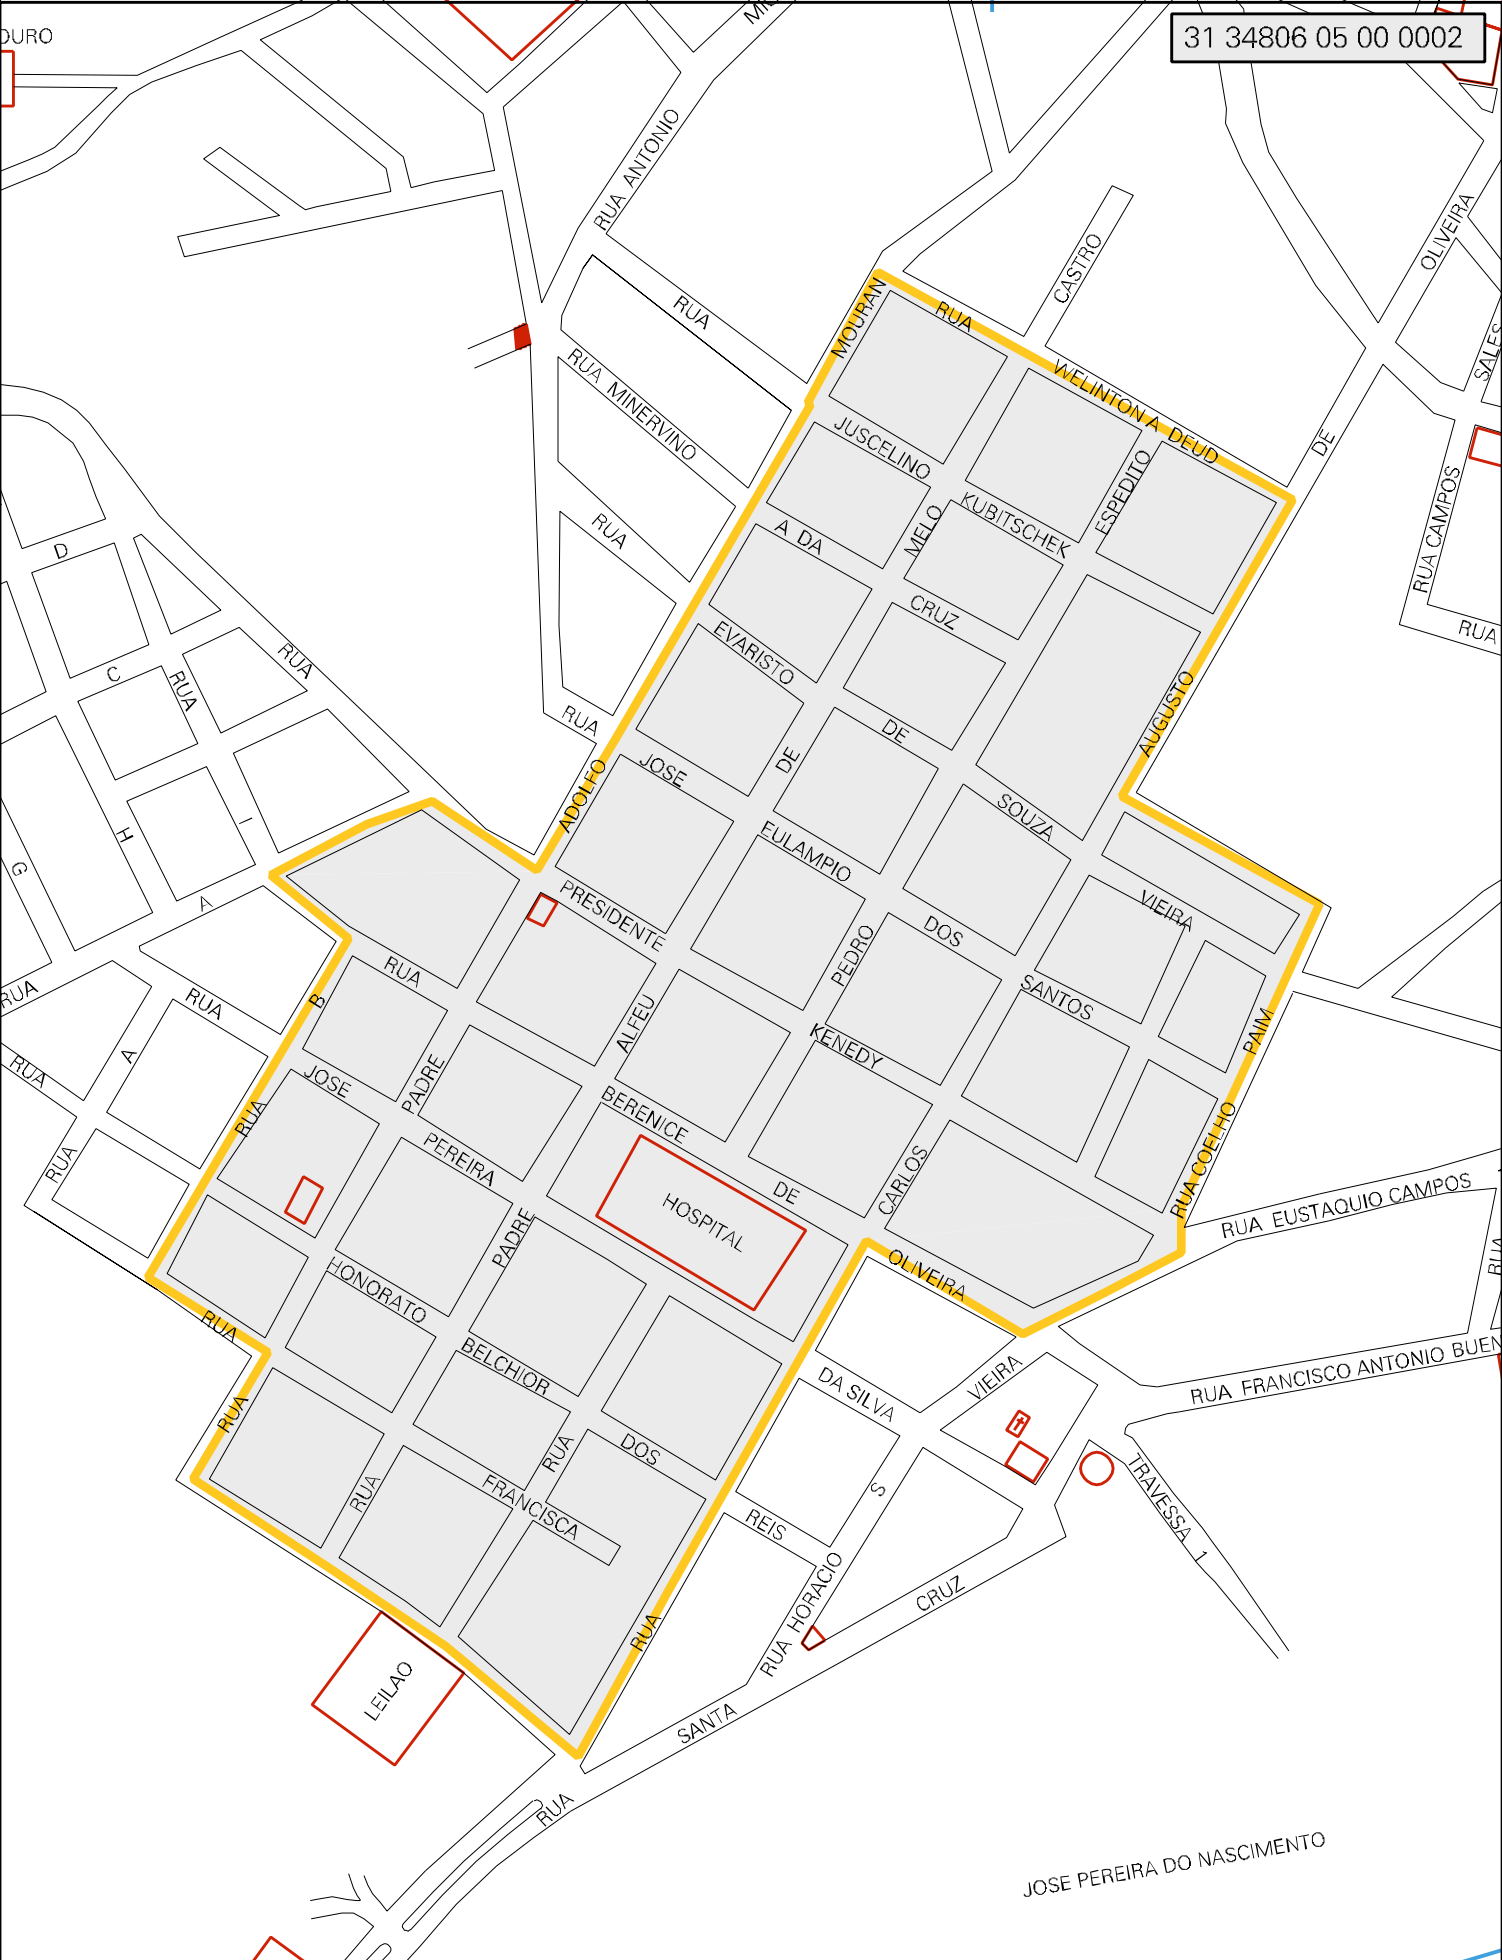 OURO
31 34806 05 00 0002
RUA ANTONIO
OLIVEIRA
CASTRO
RUA
MOURAN
RUA
WELINTON A DEUD
SALES
RUA MINERVINO
DE
JUSCELINO
KUBITSCHEK
ESPEDITO
RUA CAMPOS
RUA
A DA
MELO
CRUZ
RUA
D
C
RUA
RUA
EVARISTO
DE
AUGUSTO
RUA
DE
JOSE
ADOLFO
SOUZA
H
I
EULAMPIO
G
A
PRESIDENTE
VIEIRA
DOS
PEDRO
RUA
RUA
B
RUA
SANTOS
ALFEU
KENEDY
PAIM
A
RUA
JOSE
PADRE
BERENICE
RUA
RUA
PEREIRA
RUA COELHO
DE
CARLOS
HOSPITAL
RUA EUSTAQUIO CAMPOS
PADRE
OLIVEIRA
RUA
HONORATO
RUA
BELCHIOR
DA SILVA
VIEIRA
RUA FRANCISCO ANTONIO BUEN
RUA
DOS
RUA
RUA
FRANCISCA
S
REIS
TRAVESSA 1
RUA HORACIO
CRUZ
RUA
LEILAO
SANTA
RUA
JOSE PEREIRA DO NASCIMENTO